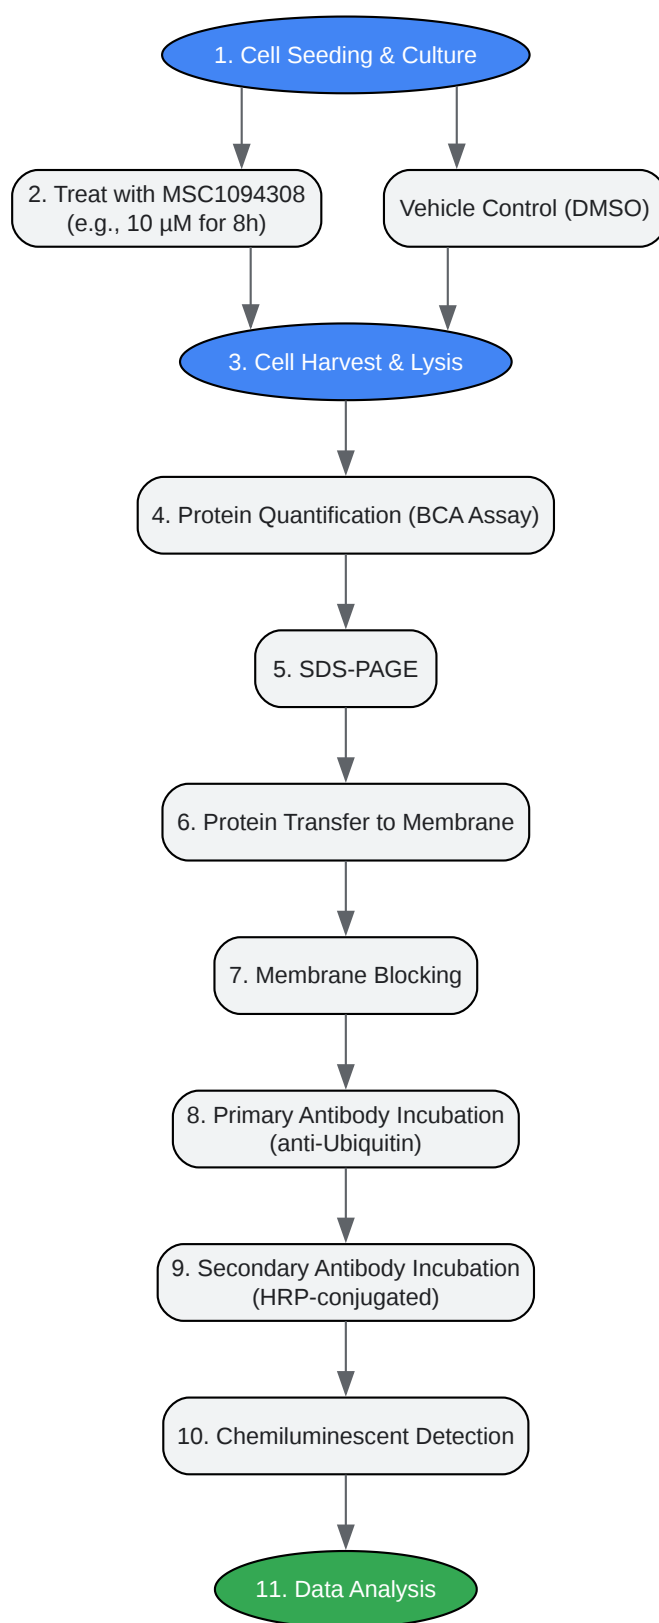 1. Cell Seeding & Culture
2. Treat with MSC1094308
(e.g., 10 µM for 8h)
Vehicle Control (DMSO)
3. Cell Harvest & Lysis
4. Protein Quantification (BCA Assay)
5. SDS-PAGE
6. Protein Transfer to Membrane
7. Membrane Blocking
8. Primary Antibody Incubation
(anti-Ubiquitin)
9. Secondary Antibody Incubation
(HRP-conjugated)
10. Chemiluminescent Detection
11. Data Analysis